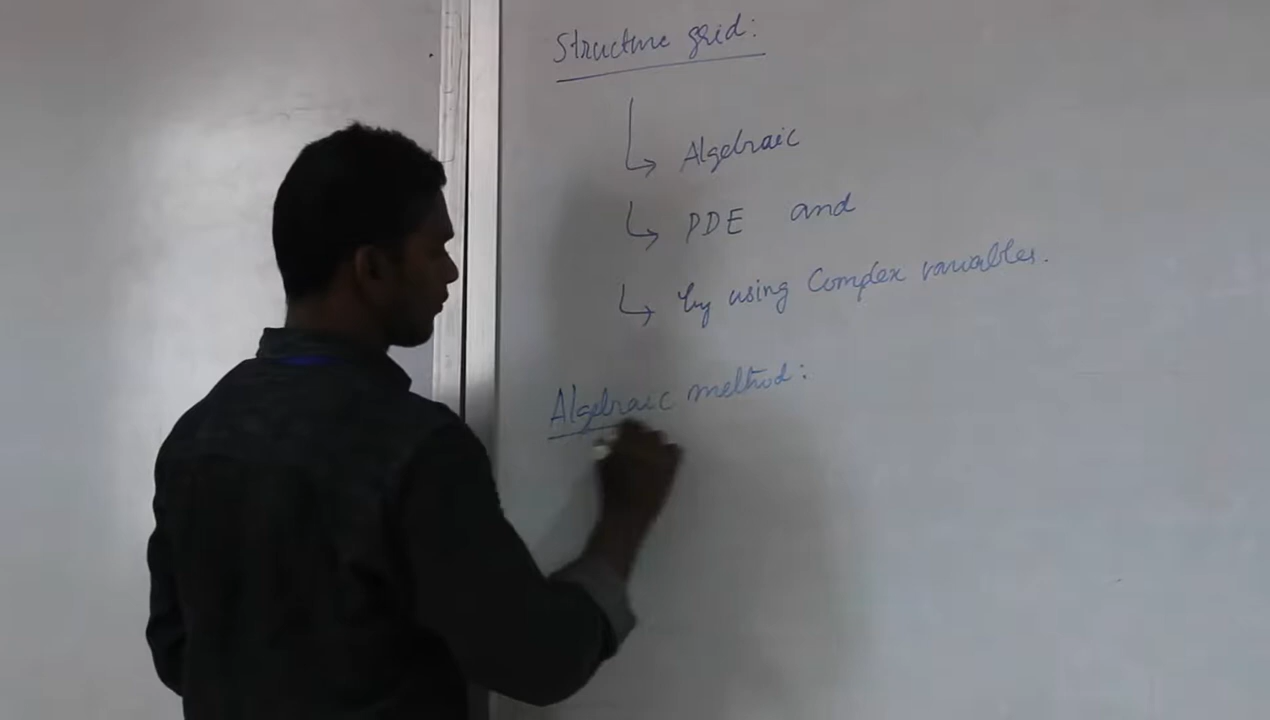 Structure grid:
Algebraic
PDE and
by using Complex variables.
Algebraic method: